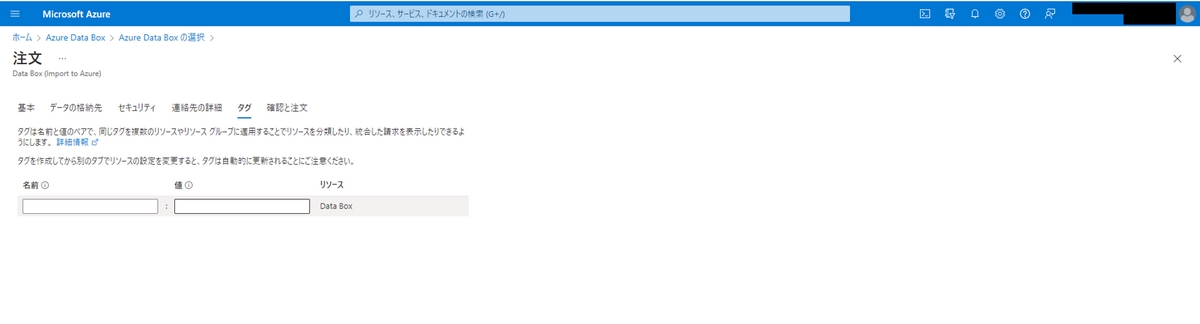 Microsoft Azure
リソース、サービス、ドキュメントの検索 (G+/)
ホーム > Azure Data Box > Azure Data Box の選択 >
注文 ...
Data Box (Import to Azure)
基本 データの格納先 セキュリティ 連絡先の詳細 タグ 確認と注文
タグは名前と値のペアで、同じタグを複数のリソースやリソース グループに適用することでリソースを分類したり、統合した請求を表示したりできるよ
うにします。 詳細情報
タグを作成してから別のタブでリソースの設定を変更すると、タグは自動的に更新されることにご注意ください。
名前 値 リソース
: Data Box